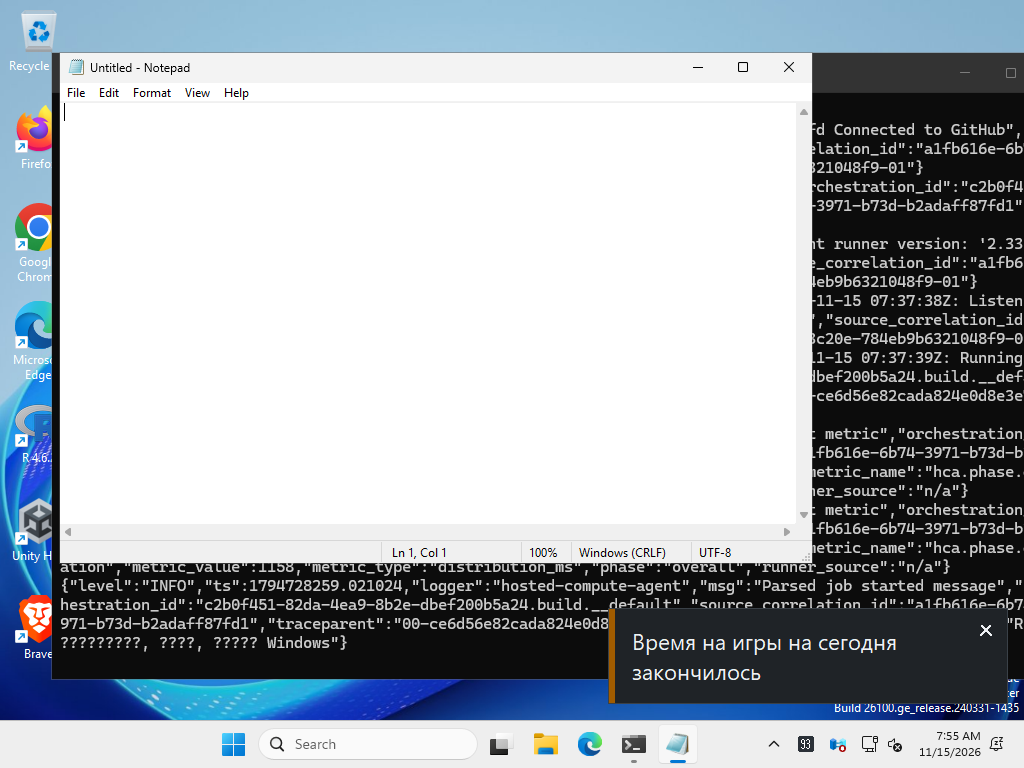 Recycle
Untitled - Notepad
File Edit Format View Help
Firefo
Google
Chrom
Micros
Edge
R 4.6.
Unity H
Brave
fd Connected to GitHub",
elation_id":"a1fb616e-6b
321048f9-01"}
rchestration_id":"c2b0f4
-3971-b73d-b2adaff87fd1"
nt runner version: '2.33
e_correlation_id":"a1fb6
4eb9b6321048f9-01"}
-11-15 07:37:38Z: Listen
","source_correlation_id
8c20e-784eb9b6321048f9-0
11-15 07:37:39Z: Running
dbef200b5a24.build.__def
-ce6d56e82cada824e0d8e3e
t metric","orchestration
1fb616e-6b74-3971-b73d-b
metric_name":"hca.phase.
ner_source":"n/a"}
t metric","orchestration
1fb616e-6b74-3971-b73d-b
metric_name":"hca.phase.
Ln 1, Col 1 100% Windows (CRLF) UTF-8
ation","metric_value":1158,"metric_type":"distribution_ms","phase":"overall","runner_source":"n/a"}
{"level":"INFO","ts":1794728259.021024,"logger":"hosted-compute-agent","msg":"Parsed job started message","
hestration_id":"c2b0f451-82da-4ea9-8b2e-dbef200b5a24.build.__default","source_correlation_id":"a1fb616e-6b74
971-b73d-b2adaff87fd1","traceparent":"00-ce6d56e82cada824e0d8
?????????, ????, ????? Windows"}
Время на игры на сегодня
закончилось
Build 26100.ge_release.240331-1435
Search
93
7:55 AM
11/15/2026